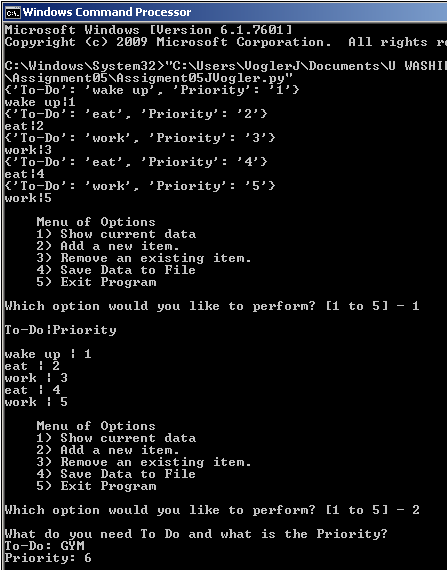 Windows Command Processor
Microsoft Windows [Version 6.1.7601]
Copyright (c) 2009 Microsoft Corporation.  All rights re
C:\Windows\System32>"C:\Users\VoglerJ\Documents\U WASHI
\Assignment05\Assigment05JVogler.py"
{'To-Do': 'wake up', 'Priority': '1'}
wake up|1
{'To-Do': 'eat', 'Priority': '2'}
eat|2
{'To-Do': 'work', 'Priority': '3'}
work|3
{'To-Do': 'eat', 'Priority': '4'}
eat|4
{'To-Do': 'work', 'Priority': '5'}
work|5
Menu of Options
1) Show current data
2) Add a new item.
3) Remove an existing item.
4) Save Data to File
5) Exit Program
Which option would you like to perform? [1 to 5] - 1
To-Do|Priority
wake up | 1
eat | 2
work | 3
eat | 4
work | 5
Menu of Options
1) Show current data
2) Add a new item.
3) Remove an existing item.
4) Save Data to File
5) Exit Program
Which option would you like to perform? [1 to 5] - 2
What do you need To Do and what is the Priority?
To-Do: GYM
Priority: 6